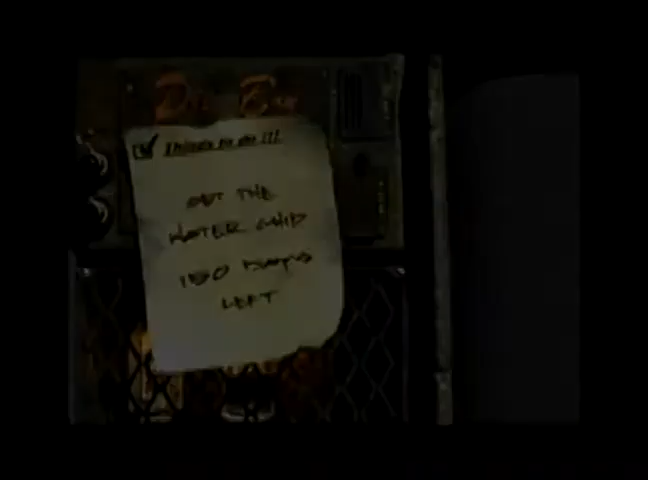 Things to do !!!
GET THE
WATER CHIP
150 DAYS
LEFT